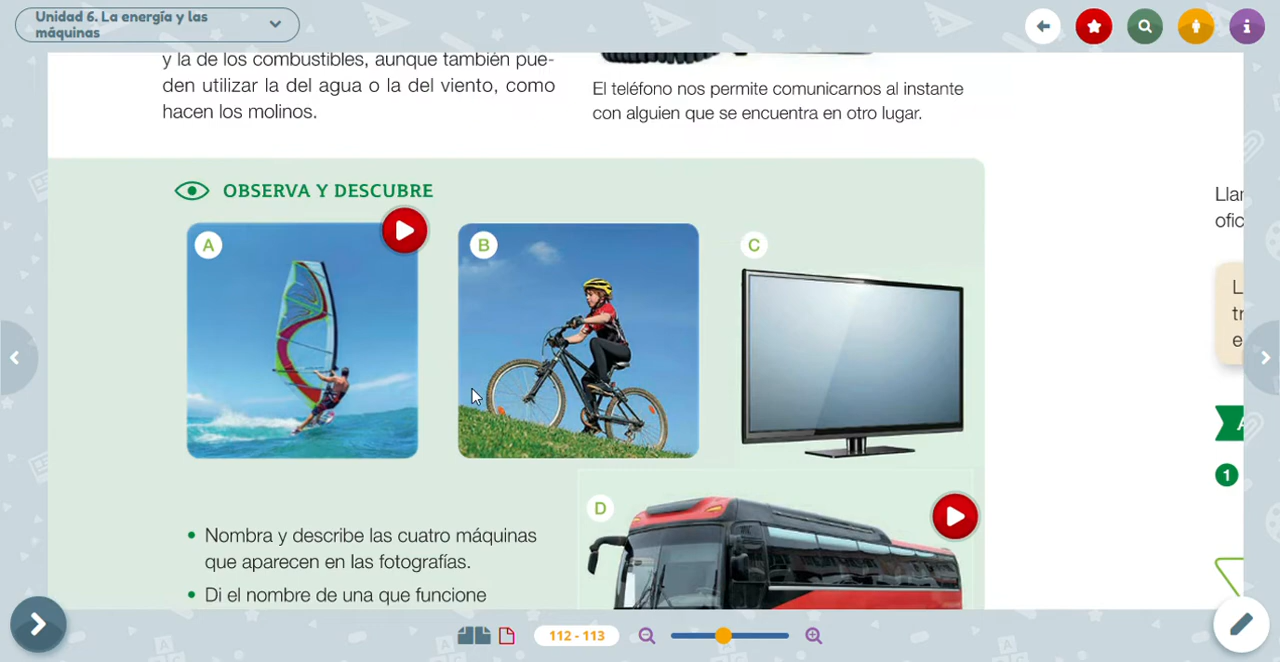 Unidad 6. La energía y las
máquinas
y la de los combustibles, aunque también pue-
den utilizar la del agua o la del viento, como
hacen los molinos.
El teléfono nos permite comunicarnos al instante
con alguien que se encuentra en otro lugar.
OBSERVA Y DESCUBRE
A
B
C
D
• Nombra y describe las cuatro máquinas
que aparecen en las fotografías.
• Di el nombre de una que funcione
Llar
ofic
L
tr
e
A
1
112 - 113